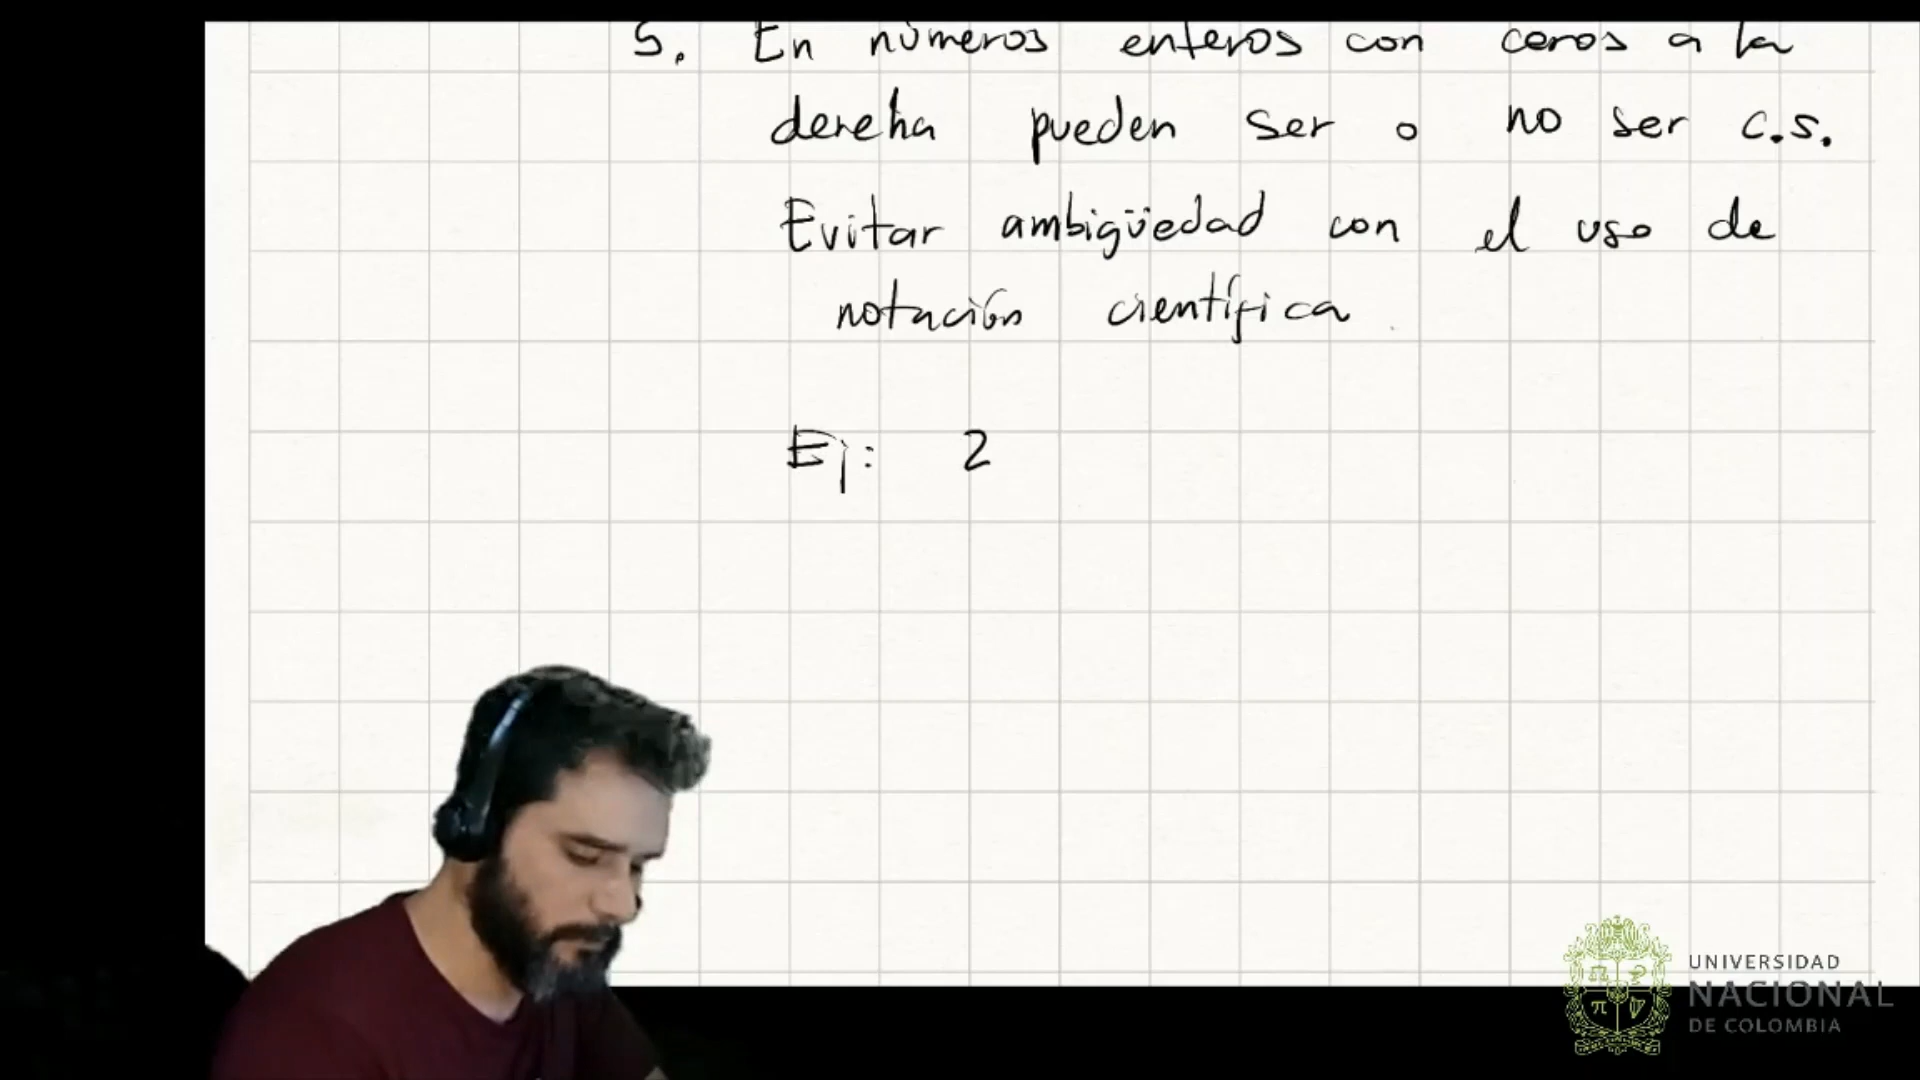 5. En números enteros con ceros a la
derecha pueden ser o no ser c.s.
Evitar ambigüedad con el uso de
notación científica
Ej: 2
UNIVERSIDAD
NACIONAL
DE COLOMBIA